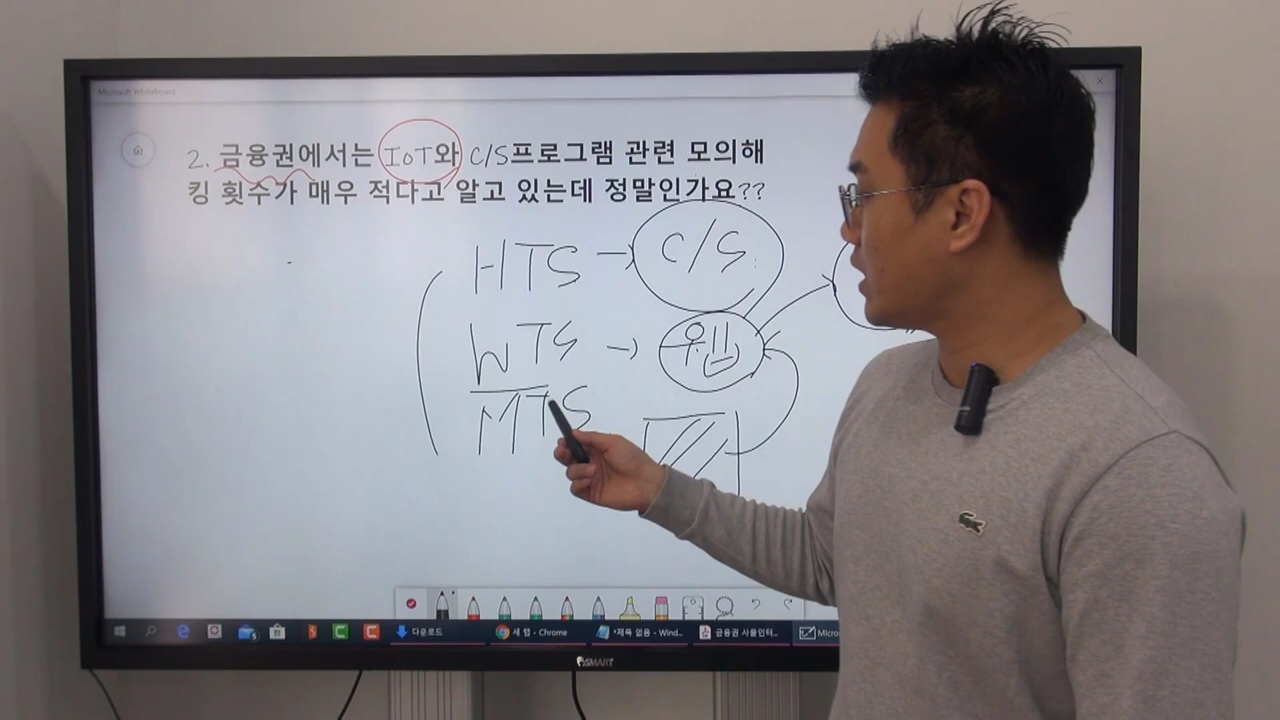 Microsoft Whiteboard
2. 금융권에서는 IoT와 C/S프로그램 관련 모의해
킹 횟수가 매우 적다고 알고 있는데 정말인가요??
HTS → C/S
WTS → 웹
MTS
다운로드
새 탭 - Chrome
*제목 없음 - Wind...
금융권 사물인터...
Micro
SMART